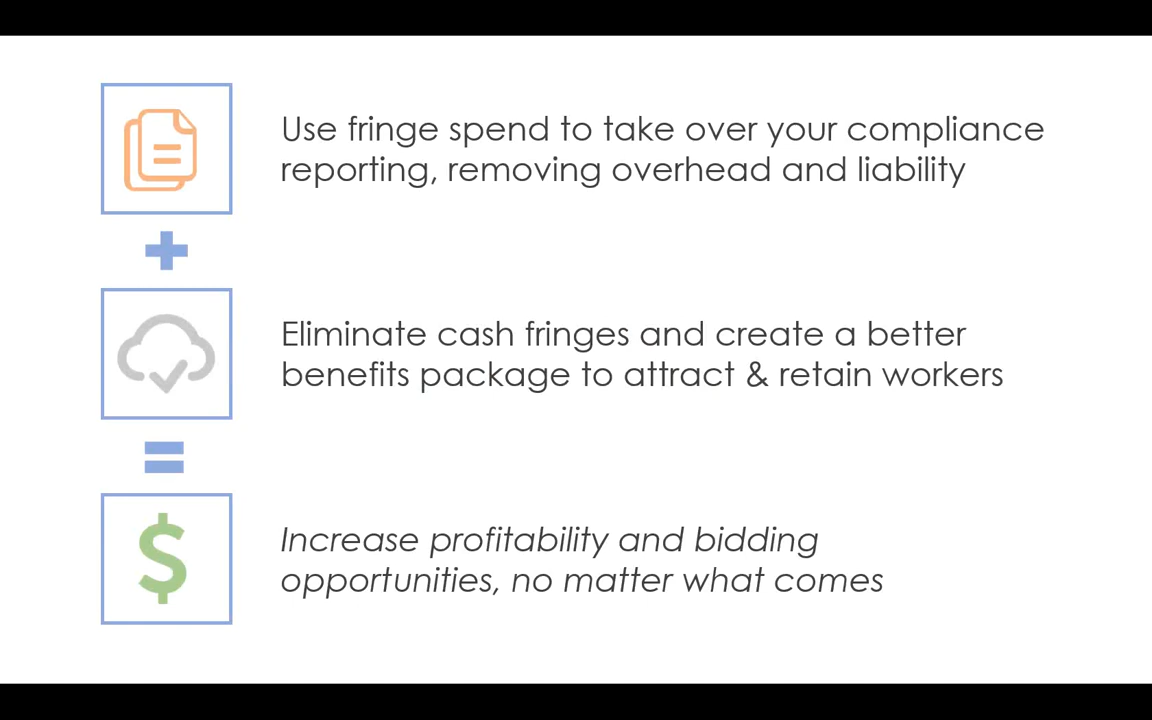 Use fringe spend to take over your compliance
reporting, removing overhead and liability
Eliminate cash fringes and create a better
benefits package to attract & retain workers
Increase profitability and bidding
opportunities, no matter what comes